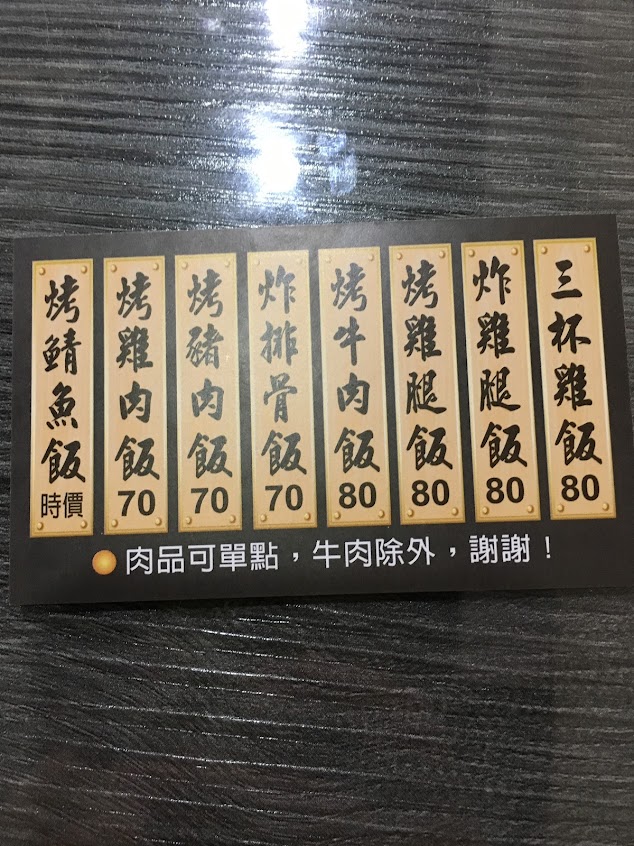 三杯雞飯 80
炸雞腿飯 80
烤雞腿飯 80
烤牛肉飯 80
炸排骨飯 70
烤豬肉飯 70
烤雞肉飯 70
烤鯖魚飯 時價
肉品可單點，牛肉除外，謝謝！